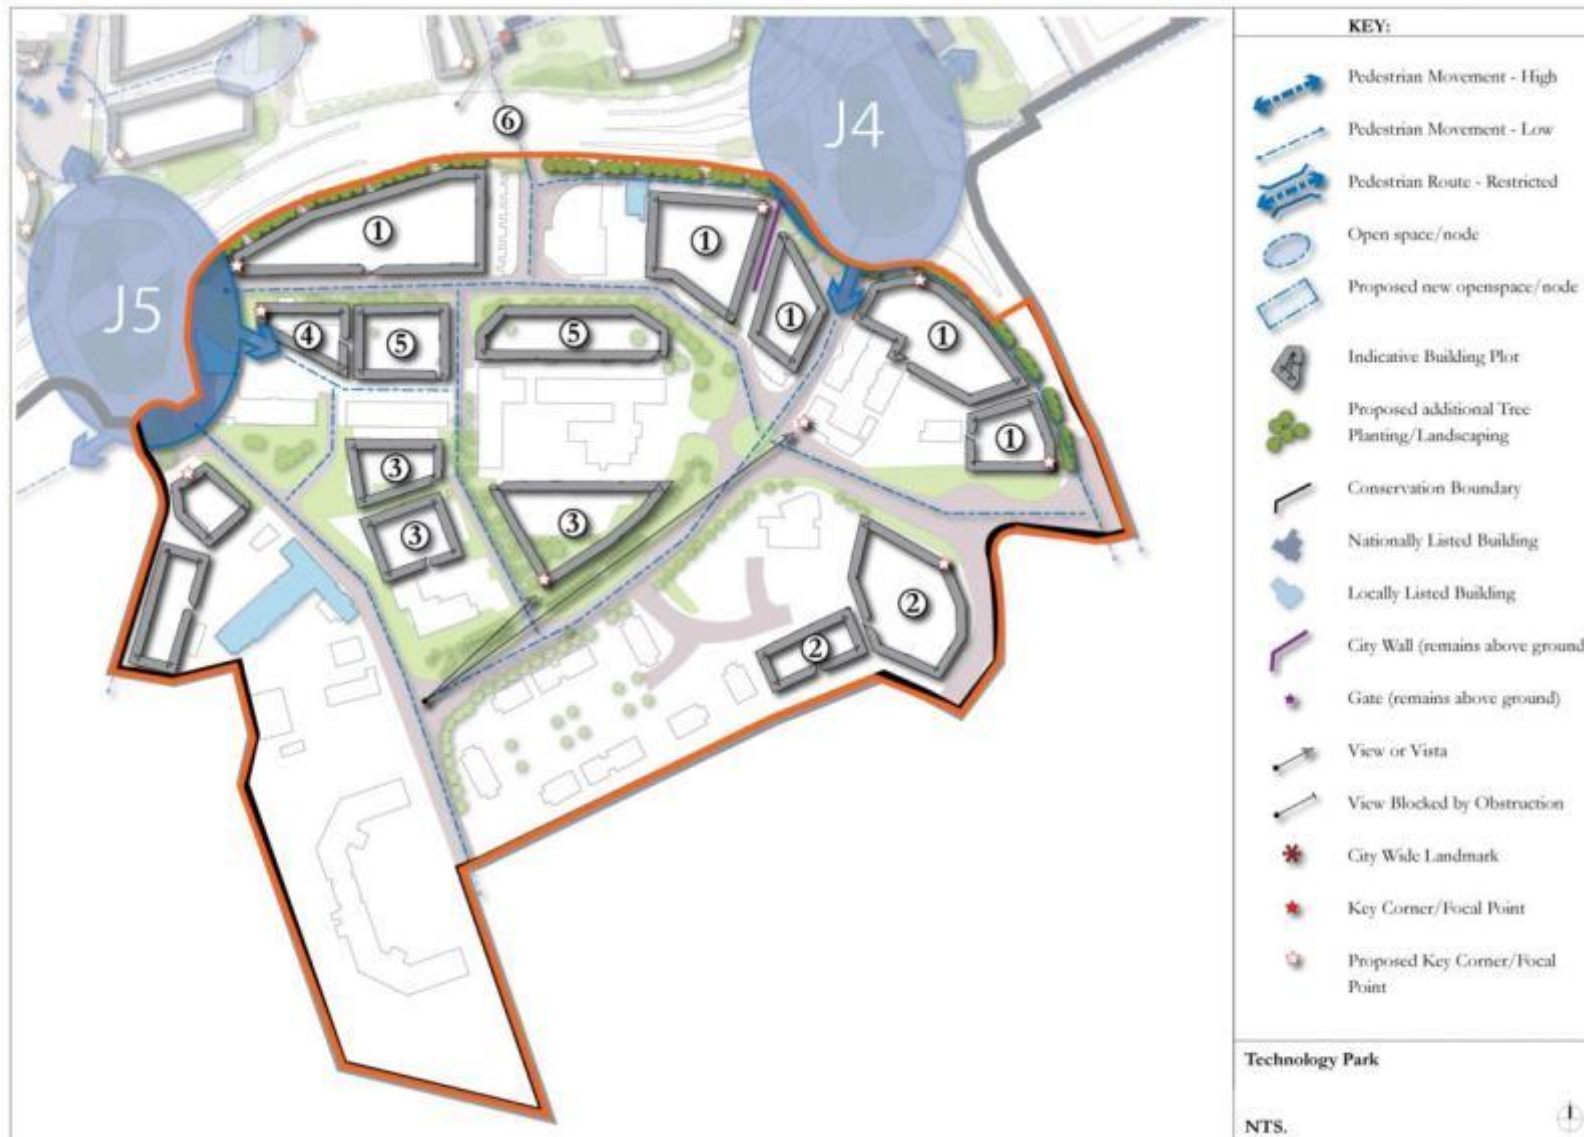 KEY:
Pedestrian Movement - High
Pedestrian Movement - Low
Pedestrian Route - Restricted
Open space/node
Proposed new openspace/node
Indicative Building Plot
Proposed additional Tree
Planting/Landscaping
Conservation Boundary
Nationally Listed Building
Locally Listed Building
City Wall (remains above ground
Gate (remains above ground)
View or Vista
View Blocked by Obstruction
City Wide Landmark
Key Corner/Focal Point
Proposed Key Corner/Focal
Point
Technology Park
NTS.
J4
6
J5
1
1
1
1
4
5
5
1
3
3
3
2
2